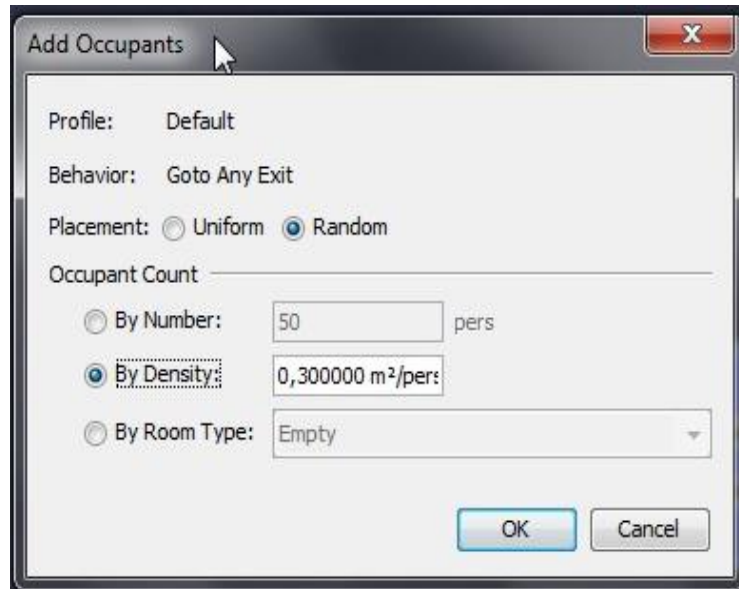 Add Occupants
Profile: Default
Behavior: Goto Any Exit
Placement: Uniform Random
Occupant Count
By Number: 50 pers
By Density: 0,300000 m²/pers
By Room Type: Empty
OK Cancel